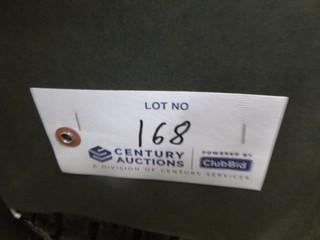 LOT NO
168
CENTURY AUCTIONS
POWERED BY
ClubBid
A DIVISION OF CENTURY SERVICES